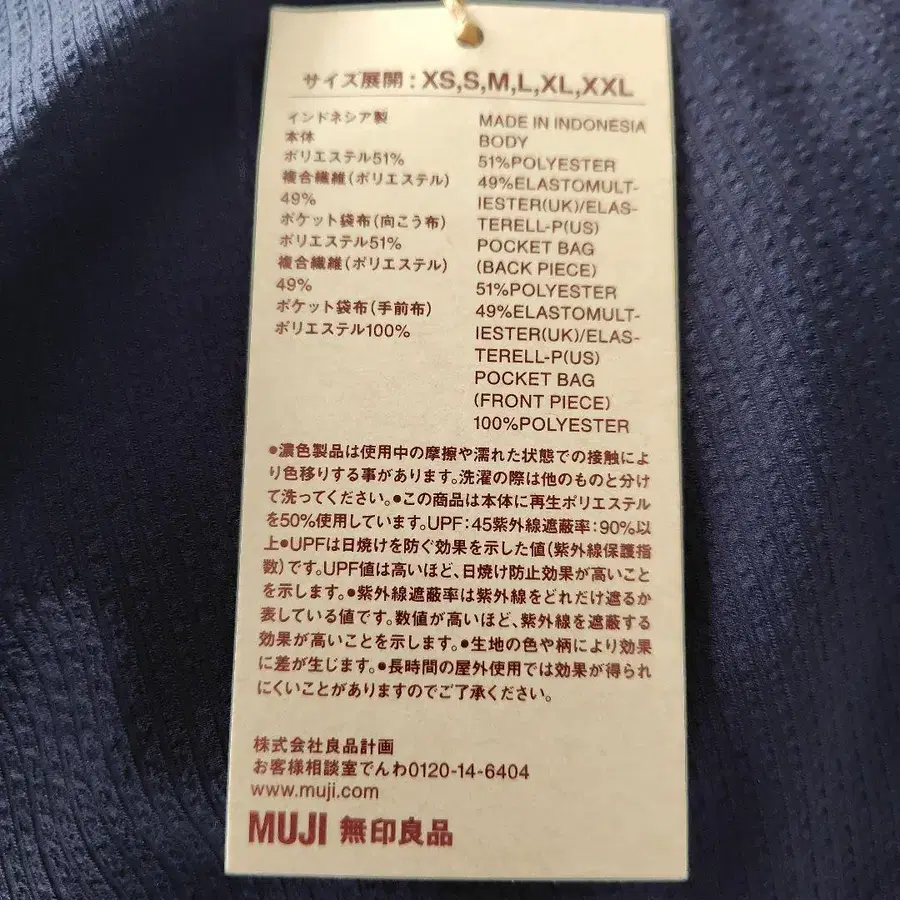 サイズ展開：XS,S,M,L,XL,XXL
インドネシア製
本体
ポリエステル51%
複合繊維(ポリエステル)
49%
ポケット袋布(向こう布)
ポリエステル51%
複合繊維(ポリエステル)
49%
ポケット袋布(手前布)
ポリエステル100%
MADE IN INDONESIA
BODY
51%POLYESTER
49%ELASTOMULT-
IESTER(UK)/ELAS-
TERELL-P(US)
POCKET BAG
(BACK PIECE)
51%POLYESTER
49%ELASTOMULT-
IESTER(UK)/ELAS-
TERELL-P(US)
POCKET BAG
(FRONT PIECE)
100%POLYESTER
●濃色製品は使用中の摩擦や濡れた状態での接触によ
り色移りする事があります。洗濯の際は他のものと分け
て洗ってください。●この商品は本体に再生ポリエステル
を50%使用しています。UPF：45紫外線遮蔽率：90%以
上●UPFは日焼けを防ぐ効果を示した値(紫外線保護指
数)です。UPF値は高いほど、日焼け防止効果が高いこと
を示します。●紫外線遮蔽率は紫外線をどれだけ遮るか
表している値です。数値が高いほど、紫外線を遮蔽する
効果が高いことを示します。●生地の色や柄により効果
に差が生じます。●長時間の屋外使用では効果が得られ
にくいことがありますのでご了承ください。
株式会社良品計画
お客様相談室でんわ0120-14-6404
www.muji.com
MUJI 無印良品